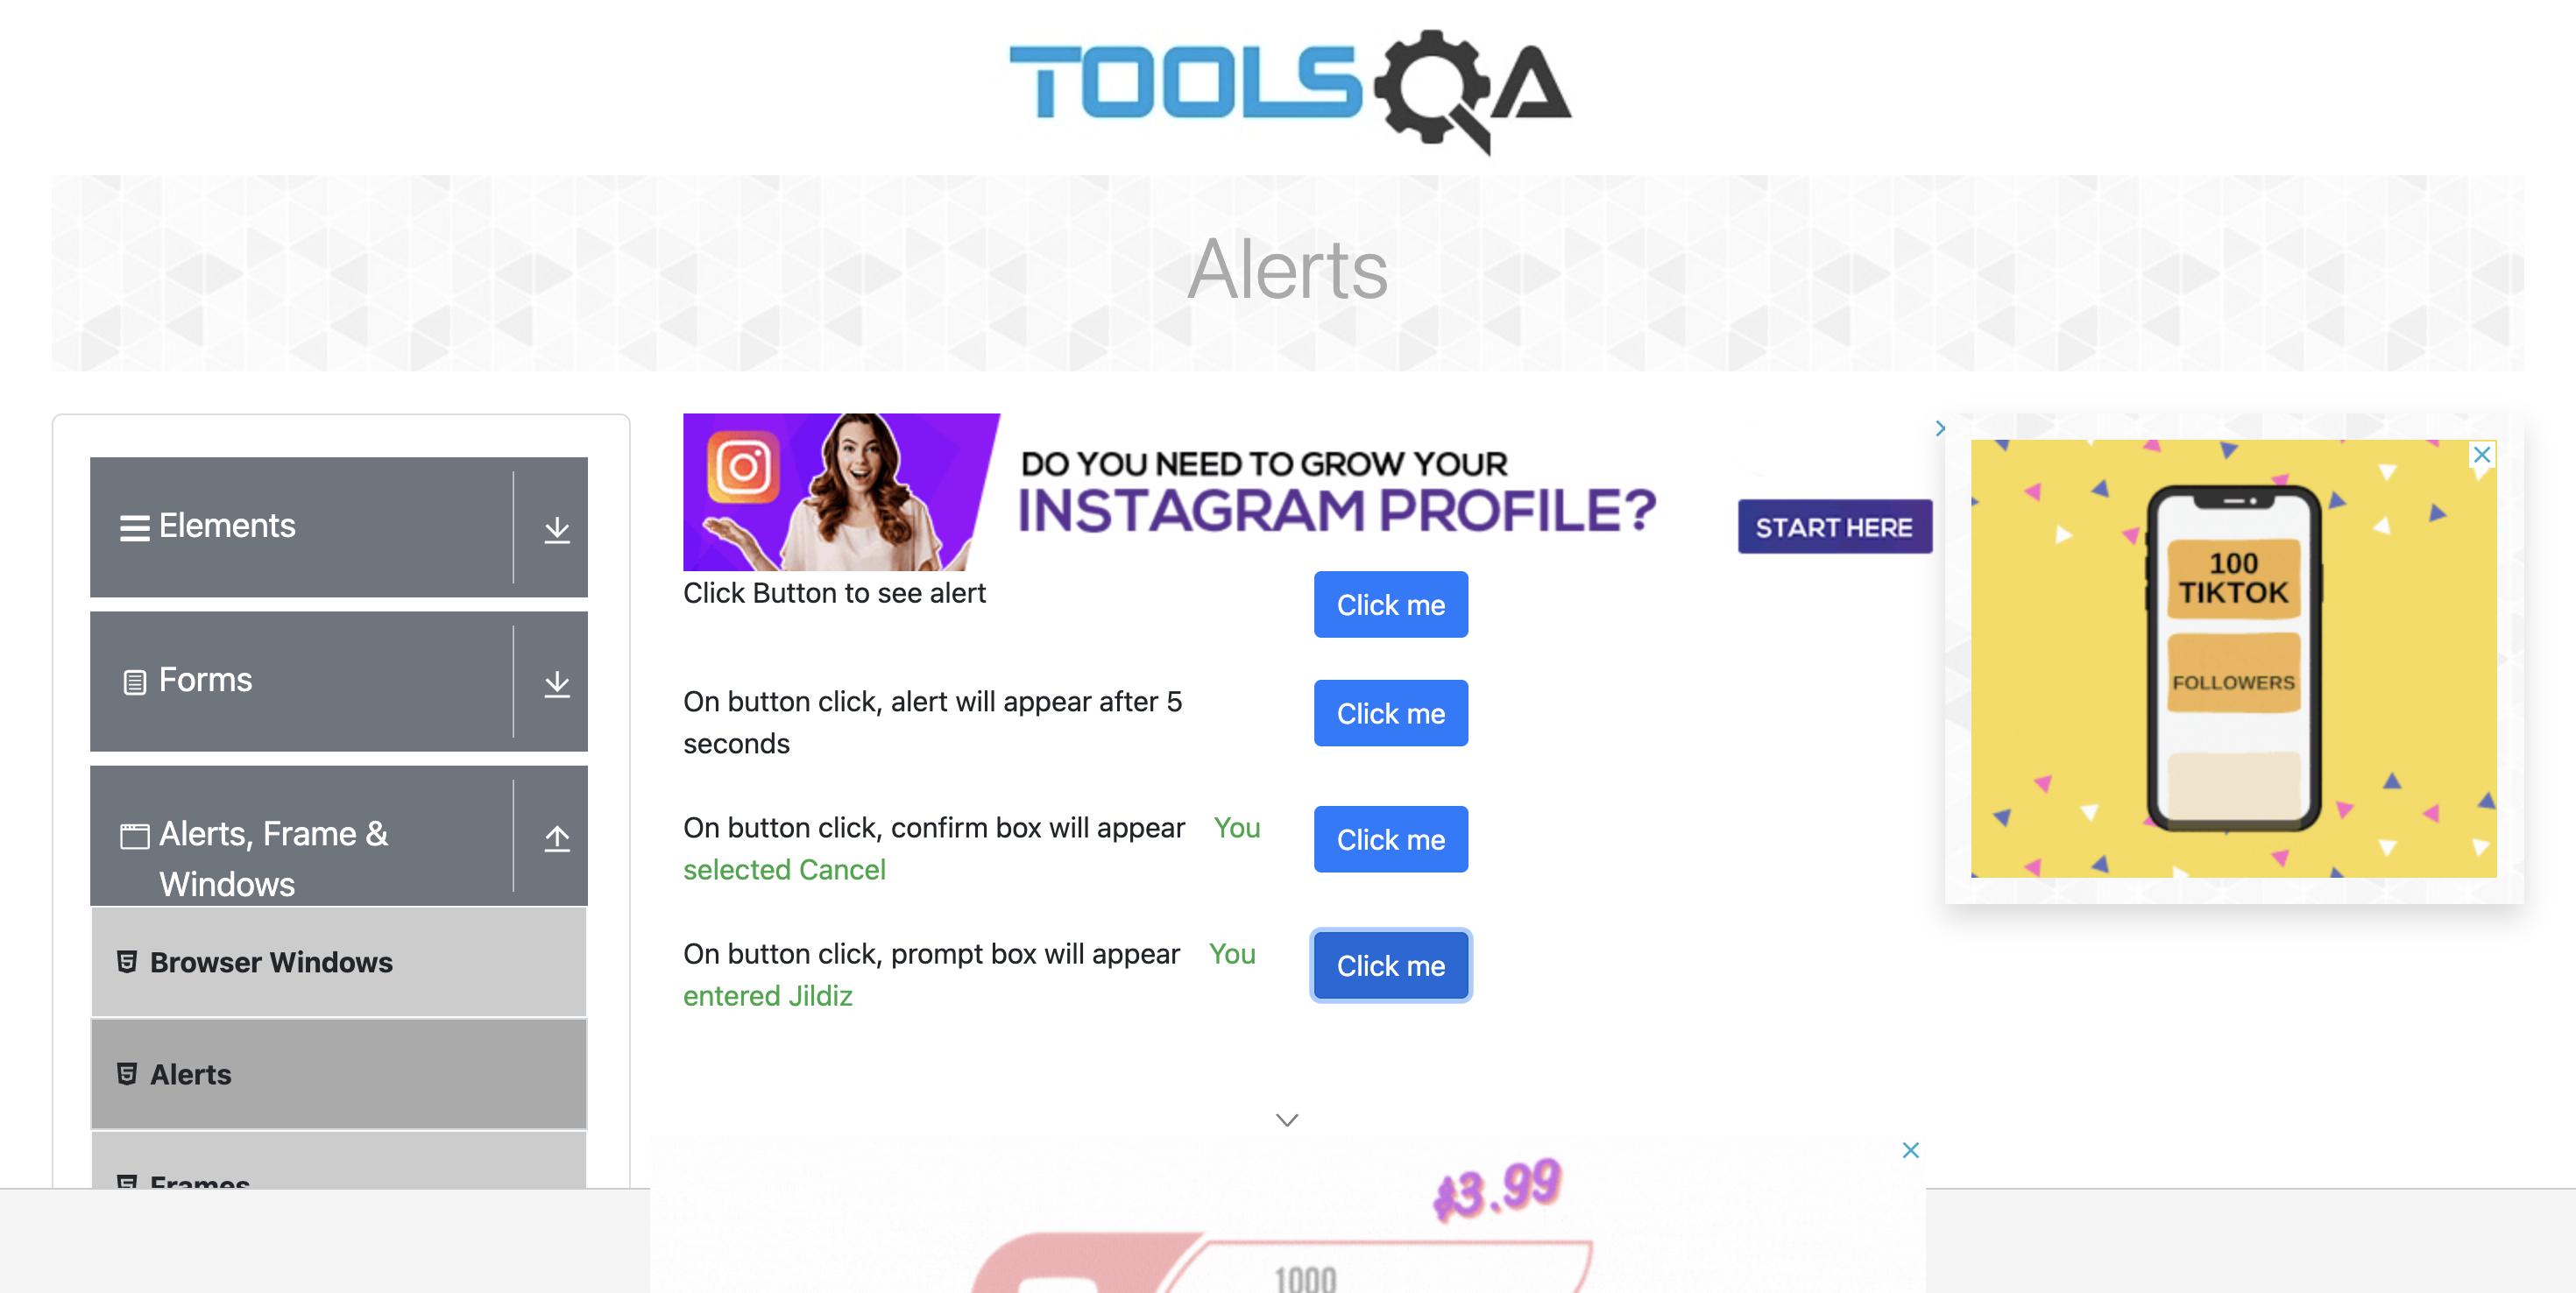 TOOLSQA
Alerts
Elements
Forms
Alerts, Frame &
Windows
Browser Windows
Alerts
Frames
DO YOU NEED TO GROW YOUR
INSTAGRAM PROFILE?
START HERE
Click Button to see alert
Click me
On button click, alert will appear after 5
seconds
Click me
On button click, confirm box will appear You
selected Cancel
Click me
On button click, prompt box will appear You
entered Jildiz
Click me
100
TIKTOK
FOLLOWERS
$3.99
1000